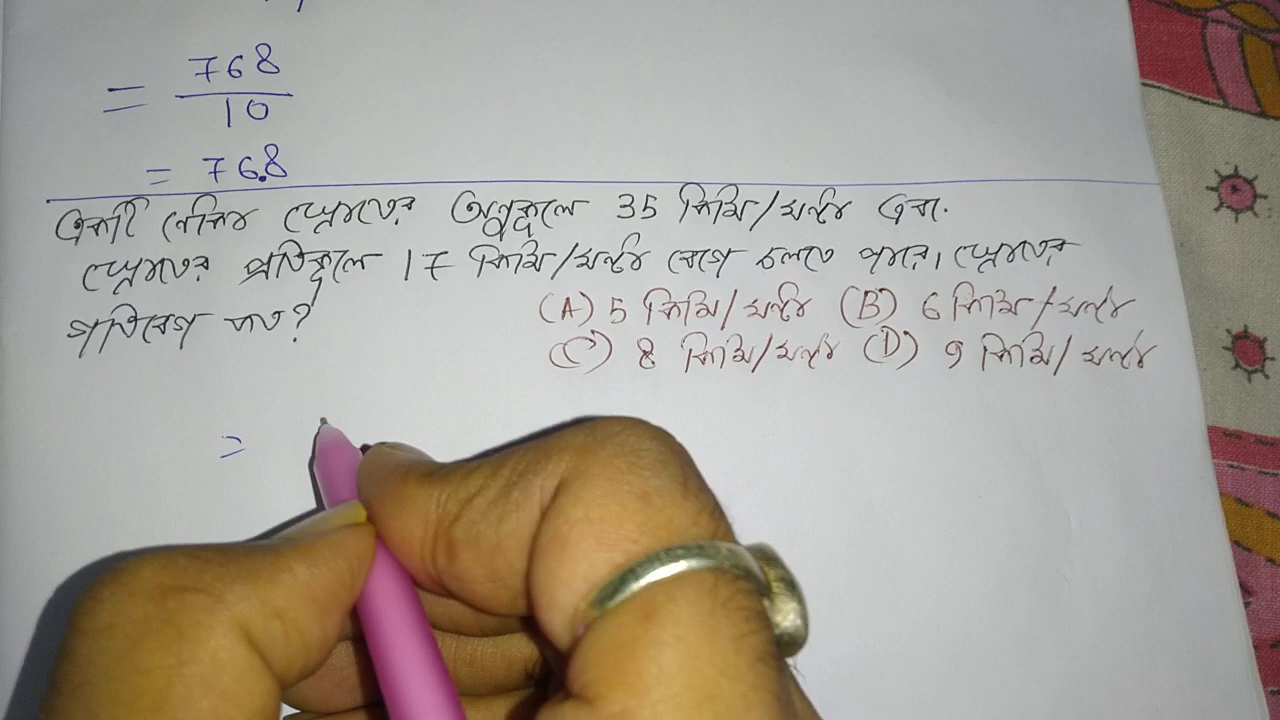 = 768
10
= 76.8
একটি নৌকা স্রোতের অনুকূলে 35 কিমি/ঘন্টা এবং
স্রোতের প্রতিকূলে 17 কিমি/ঘন্টা বেগে চলতে পারে। স্রোতের
গতিবেগ কত?
(A) 5 কিমি/ঘন্টা (B) 6 কিমি/ঘন্টা
(C) 8 কিমি/ঘন্টা (D) 9 কিমি/ঘন্টা
=